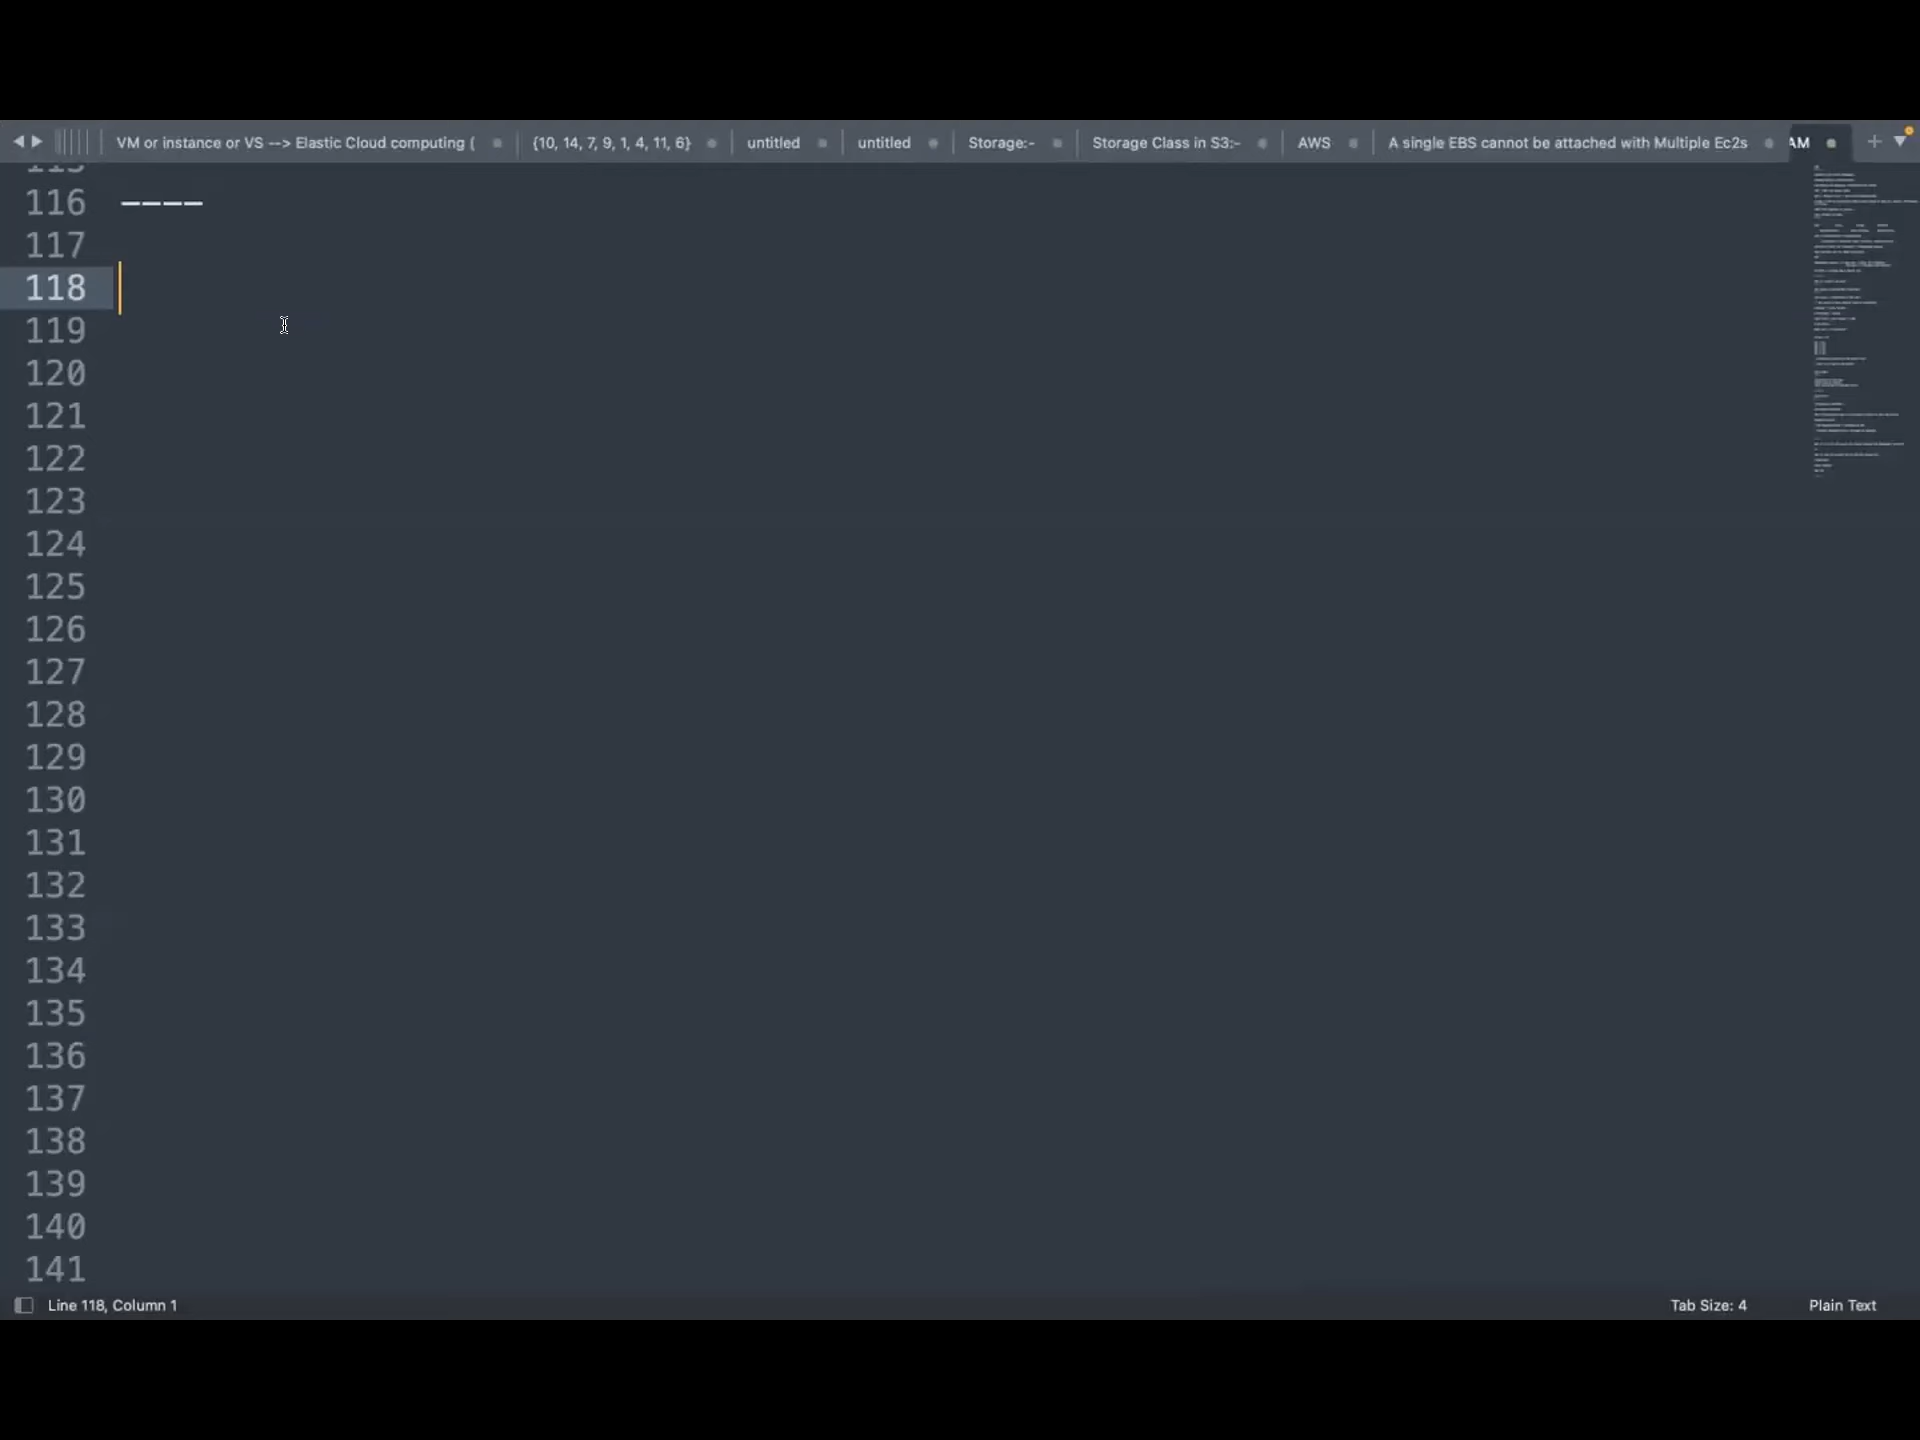 VM or instance or VS --> Elastic Cloud computing (
{10, 14, 7, 9, 1, 4, 11, 6}
untitled
untitled
Storage:-
Storage Class in S3:-
AWS
A single EBS cannot be attached with Multiple Ec2s
AM
115
116 ----
117
118
119
120
121
122
123
124
125
126
127
128
129
130
131
132
133
134
135
136
137
138
139
140
141
Line 118, Column 1
Tab Size: 4
Plain Text